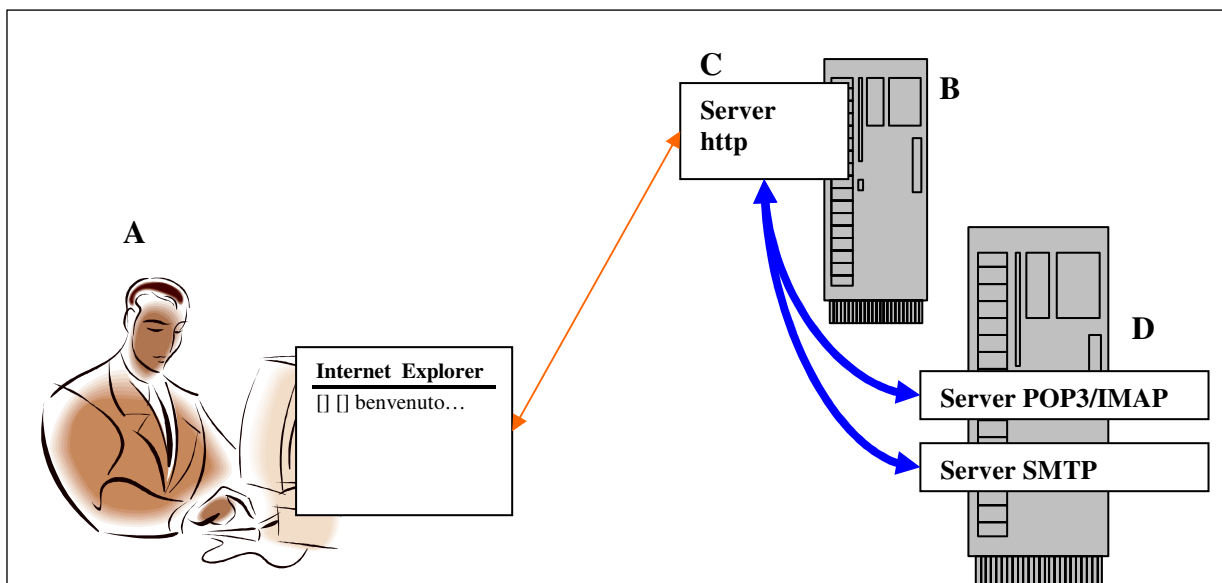 C
B
Server
http
A
D
Internet Explorer
[] [] benvenuto…
Server POP3/IMAP
Server SMTP